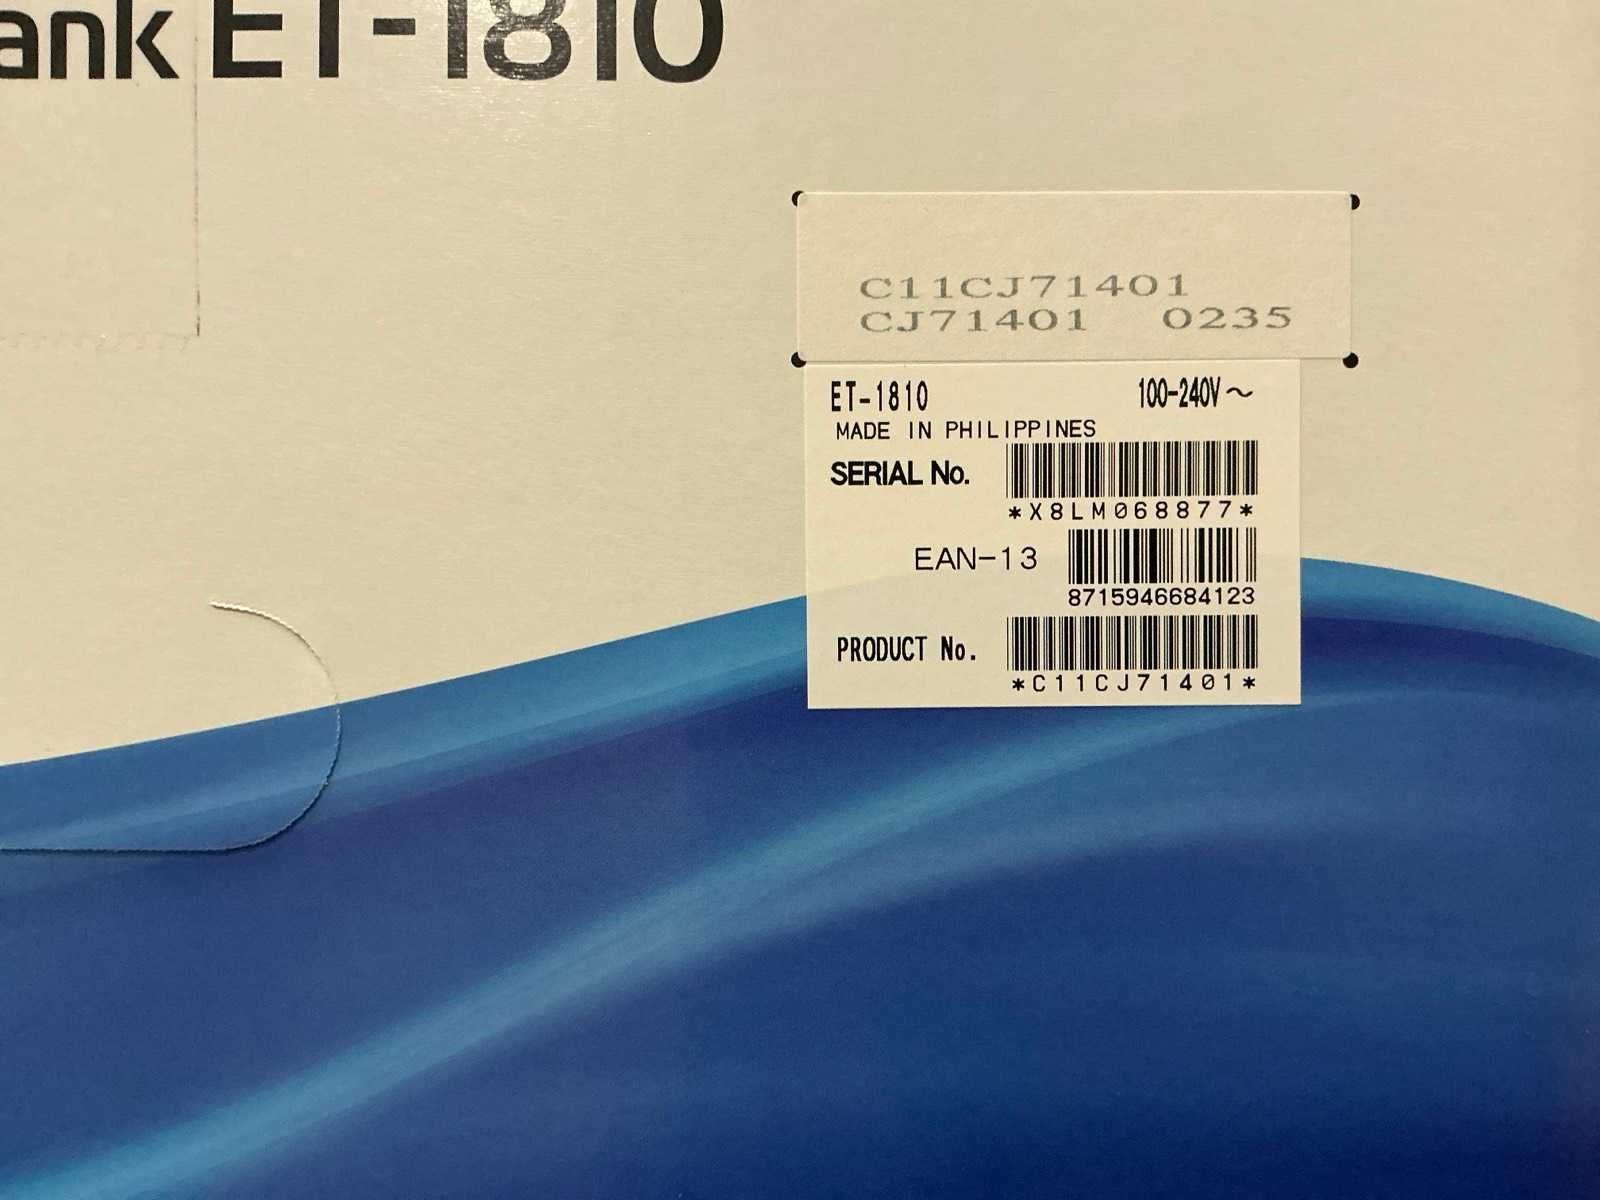 ank ET-1810
C11CJ71401
CJ71401 0235
ET-1810 100-240V~
MADE IN PHILIPPINES
SERIAL No.
*X8LM068877*
EAN-13
8715946684123
PRODUCT No.
*C11CJ71401*